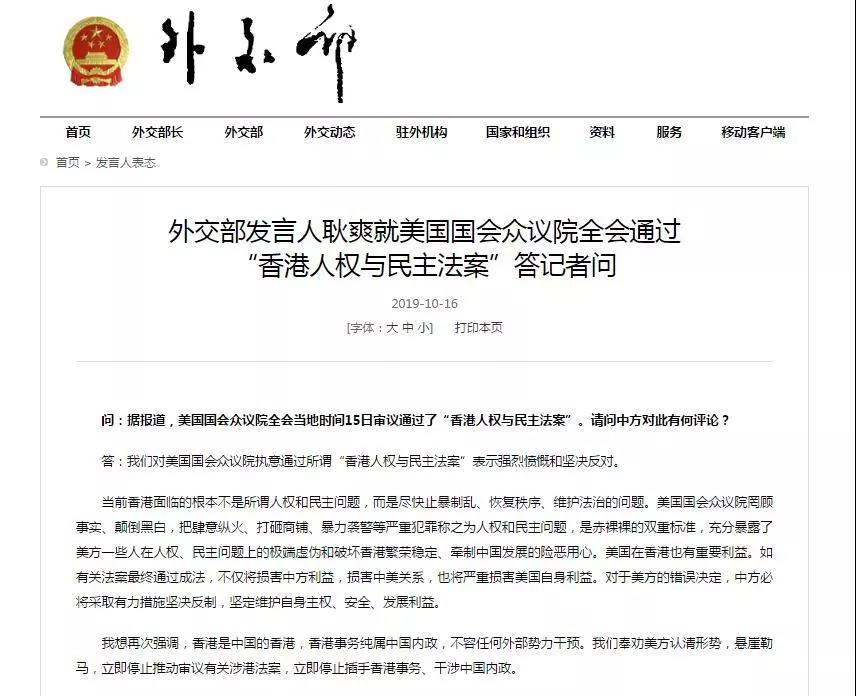 外交部
首页 外交部长 外交部 外交动态 驻外机构 国家和组织 资料 服务 移动客户端
首页 > 发言人表态
外交部发言人耿爽就美国国会众议院全会通过
“香港人权与民主法案”答记者问
2019-10-16
[字体：大 中 小] 打印本页
问：据报道，美国国会众议院全会当地时间15日审议通过了“香港人权与民主法案”。请问中方对此有何评论？
答：我们对美国国会众议院执意通过所谓“香港人权与民主法案”表示强烈愤慨和坚决反对。
当前香港面临的根本不是所谓人权和民主问题，而是尽快止暴制乱、恢复秩序、维护法治的问题。美国国会众议院罔顾
事实、颠倒黑白，把肆意纵火、打砸商铺、暴力袭警等严重犯罪称之为人权和民主问题，是赤裸裸的双重标准，充分暴露了
美方一些人在人权、民主问题上的极端虚伪和破坏香港繁荣稳定、牵制中国发展的险恶用心。美国在香港也有重要利益。如
有关法案最终通过成法，不仅将损害中方利益，损害中美关系，也将严重损害美国自身利益。对于美方的错误决定，中方必
将采取有力措施坚决反制，坚定维护自身主权、安全、发展利益。
我想再次强调，香港是中国的香港，香港事务纯属中国内政，不容任何外部势力干预。我们奉劝美方认清形势，悬崖勒
马，立即停止推动审议有关涉港法案，立即停止插手香港事务、干涉中国内政。